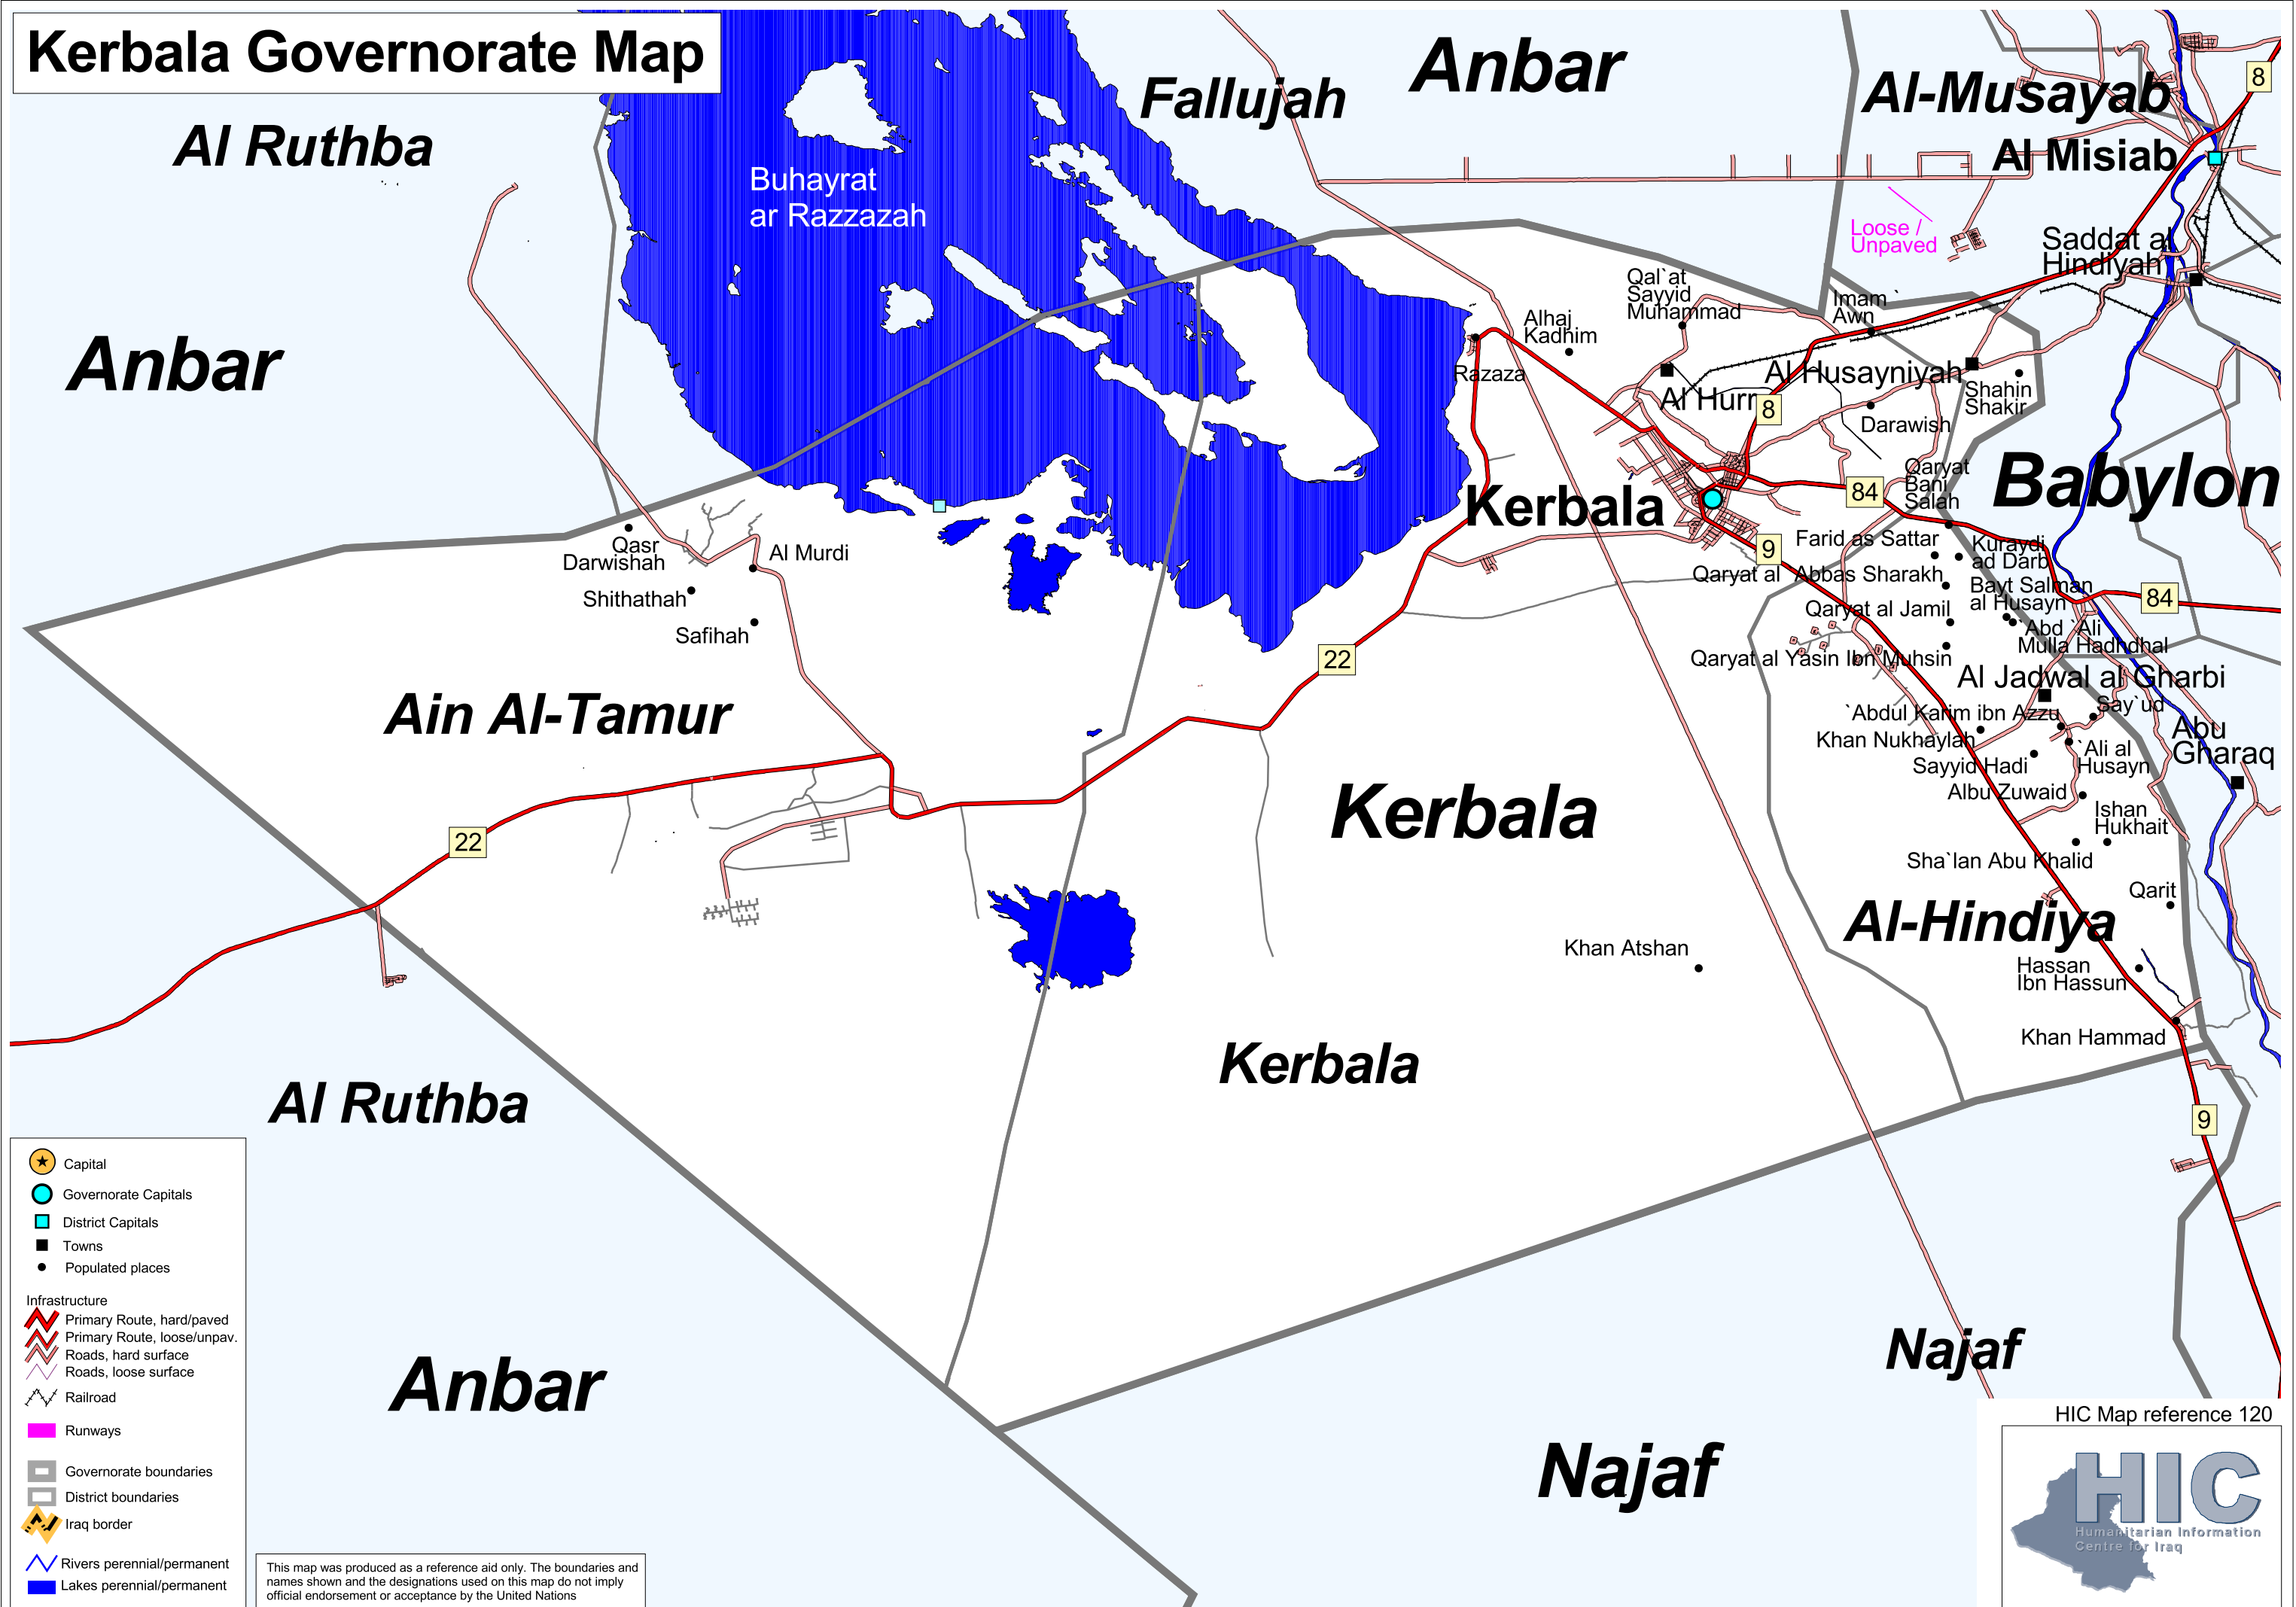 Kerbala Governorate Map
Al Ruthba
Anbar
Buhayrat
ar Razzazah
Fallujah
Anbar
Al-Musayab
Al Misiab
8
Loose /
Unpaved
Saddat al
Hindiyah
Qal`at
Sayyid
Muhammad
Imam
Awn
Alhaj
Kadhim
Razaza
Al Hurr
8
Al Husayniyah
Shahin
Shakir
Darawish
Babylon
Kerbala
84
Qaryat
Bani
Salah
9
Farid as Sattar
Kuraydi
ad Darb
Qaryat al Abbas Sharakh
Bayt Salman
al Husayn
84
Qaryat al Jamil
Abd `Ali
Mulla Hadhdhal
Qaryat al Yasin Ibn Muhsin
Al Jadwal al Gharbi
Say`ud
`Abdul Karim ibn Azzu
Khan Nukhaylah
Abu
Gharaq
`Ali al
Husayn
Sayyid Hadi
Albu Zuwaid
Ishan
Hukhait
Sha`lan Abu Khalid
Qarit
Al-Hindiya
Hassan
Ibn Hassun
Khan Hammad
Khan Atshan
9
Qasr
Darwishah
Al Murdi
Shithathah
Safihah
Ain Al-Tamur
22
22
Kerbala
Kerbala
Al Ruthba
Anbar
Najaf
Najaf
Capital
Governorate Capitals
District Capitals
Towns
Populated places
Infrastructure
Primary Route, hard/paved
Primary Route, loose/unpav.
Roads, hard surface
Roads, loose surface
Railroad
Runways
Governorate boundaries
District boundaries
Iraq border
Rivers perennial/permanent
Lakes perennial/permanent
This map was produced as a reference aid only. The boundaries and
names shown and the designations used on this map do not imply
official endorsement or acceptance by the United Nations
HIC Map reference 120
HIC
Humanitarian Information
Centre for Iraq